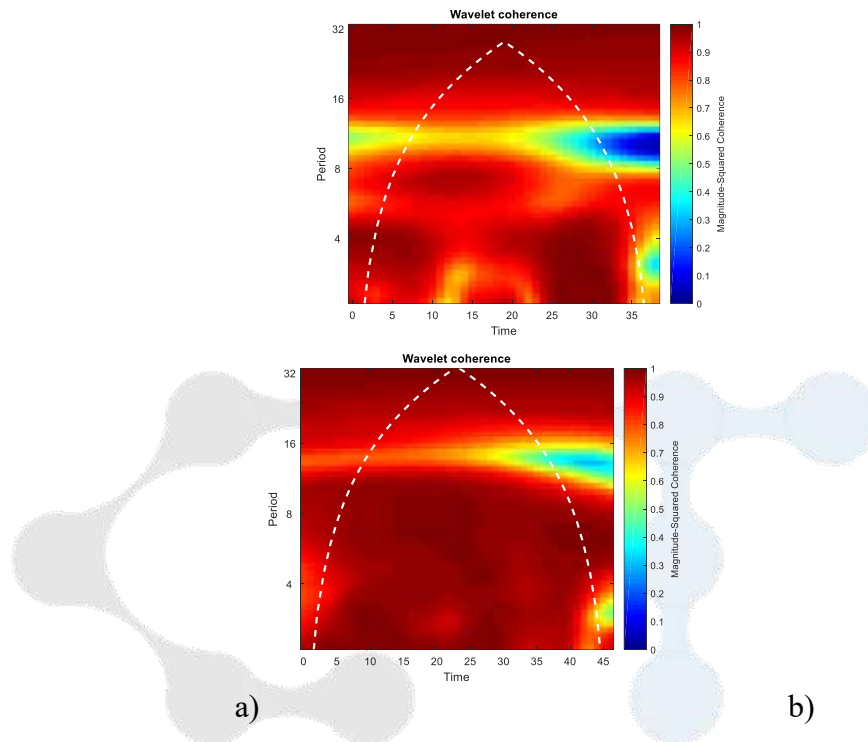 Wavelet coherence
32
16
8
4
Period
0 5 10 15 20 25 30 35
Time
1
0.9
0.8
0.7
0.6
0.5
0.4
0.3
0.2
0.1
0
Magnitude-Squared Coherence
Wavelet coherence
32
16
8
4
Period
0 5 10 15 20 25 30 35 40 45
Time
1
0.9
0.8
0.7
0.6
0.5
0.4
0.3
0.2
0.1
0
Magnitude-Squared Coherence
a) b)